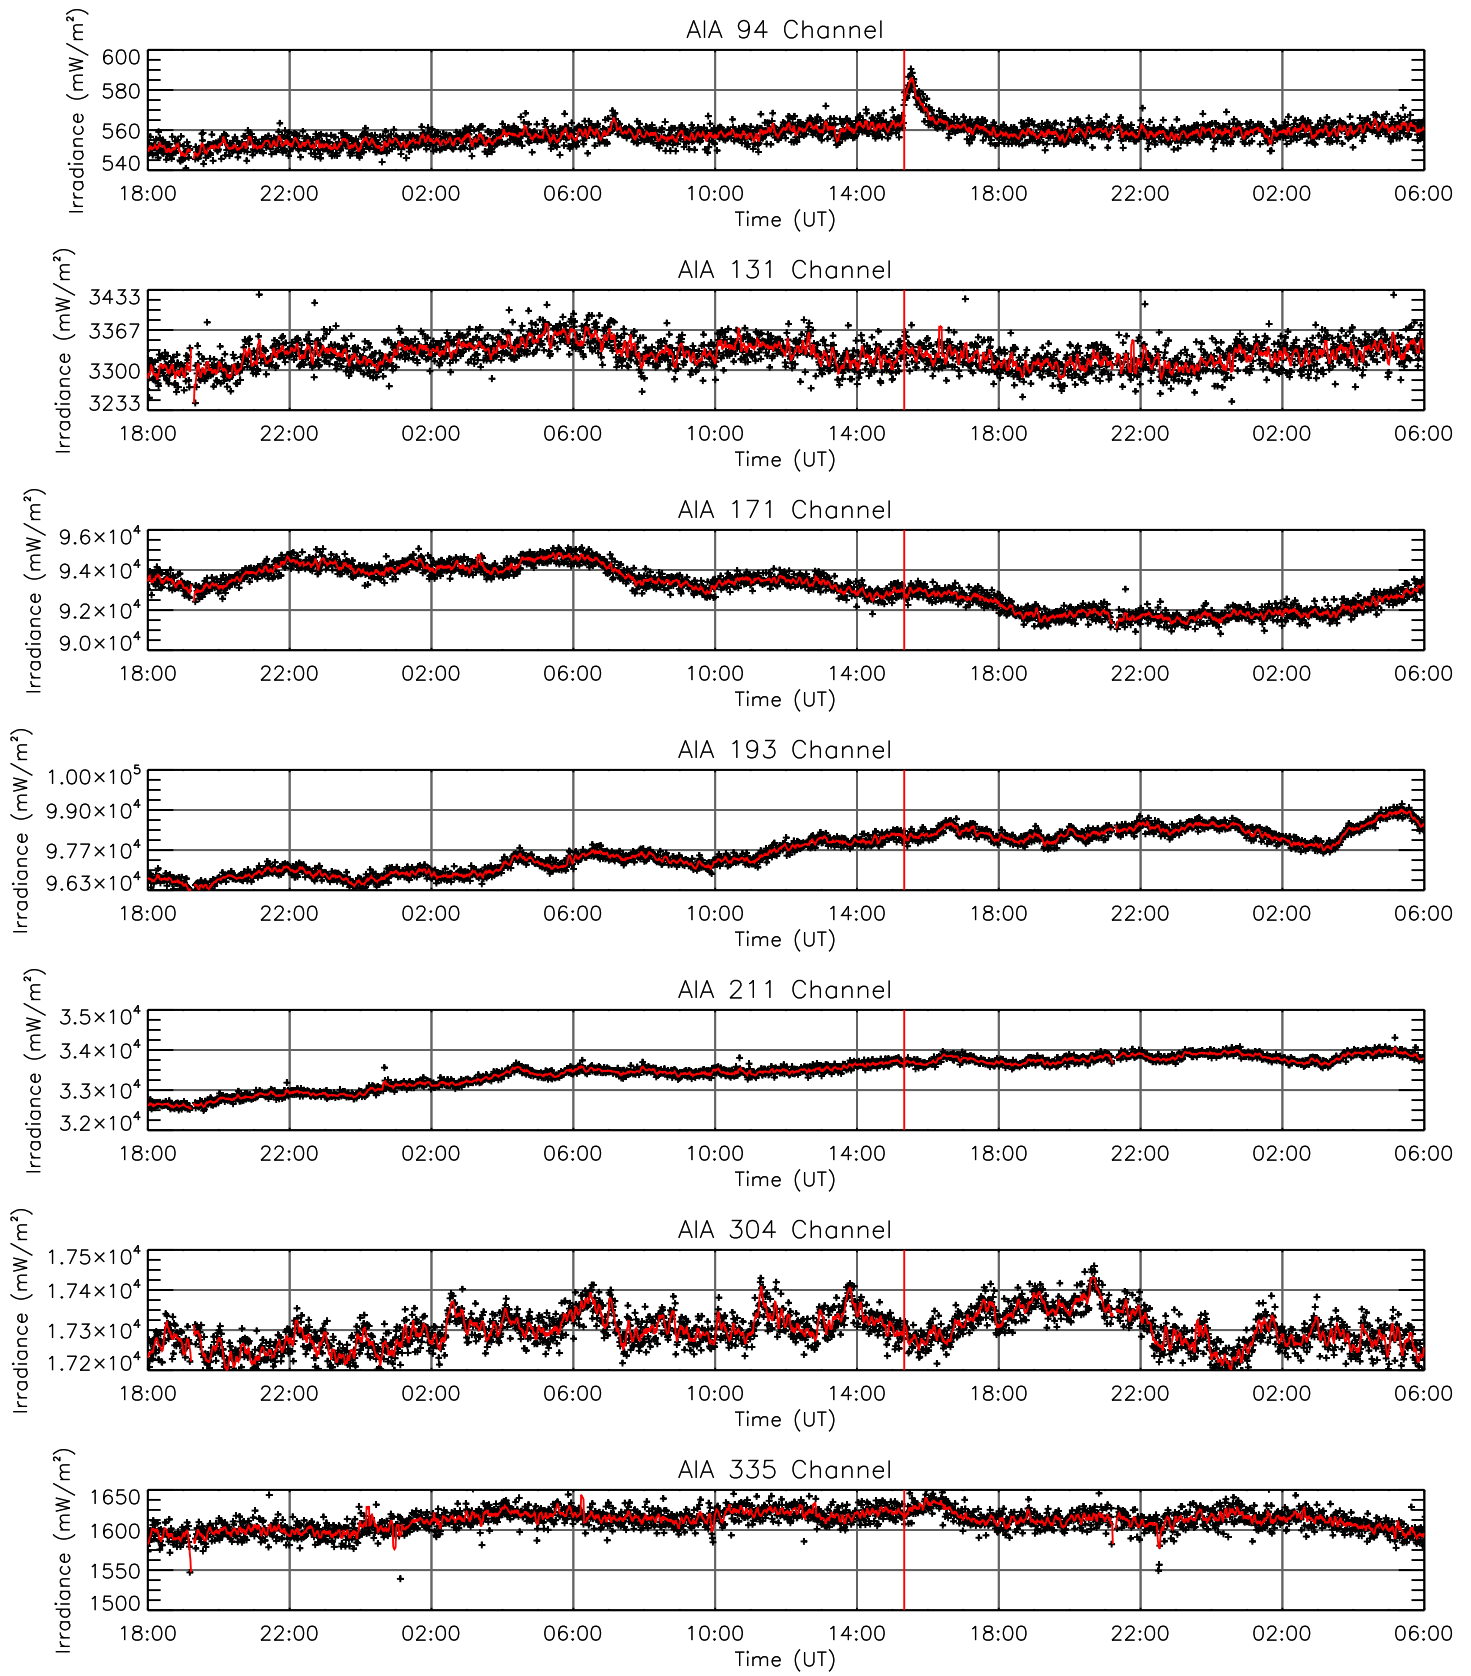 AIA 94 Channel
Irradiance (mW/m²)
600
580
560
540
18:00 22:00 02:00 06:00 10:00 14:00 18:00 22:00 02:00 06:00
Time (UT)
AIA 131 Channel
Irradiance (mW/m²)
3433
3367
3300
3233
18:00 22:00 02:00 06:00 10:00 14:00 18:00 22:00 02:00 06:00
Time (UT)
AIA 171 Channel
Irradiance (mW/m²)
9.6×10⁴
9.4×10⁴
9.2×10⁴
9.0×10⁴
18:00 22:00 02:00 06:00 10:00 14:00 18:00 22:00 02:00 06:00
Time (UT)
AIA 193 Channel
Irradiance (mW/m²)
1.00×10⁵
9.90×10⁴
9.77×10⁴
9.63×10⁴
18:00 22:00 02:00 06:00 10:00 14:00 18:00 22:00 02:00 06:00
Time (UT)
AIA 211 Channel
Irradiance (mW/m²)
3.5×10⁴
3.4×10⁴
3.3×10⁴
3.2×10⁴
18:00 22:00 02:00 06:00 10:00 14:00 18:00 22:00 02:00 06:00
Time (UT)
AIA 304 Channel
Irradiance (mW/m²)
1.75×10⁴
1.74×10⁴
1.73×10⁴
1.72×10⁴
18:00 22:00 02:00 06:00 10:00 14:00 18:00 22:00 02:00 06:00
Time (UT)
AIA 335 Channel
Irradiance (mW/m²)
1650
1600
1550
1500
18:00 22:00 02:00 06:00 10:00 14:00 18:00 22:00 02:00 06:00
Time (UT)